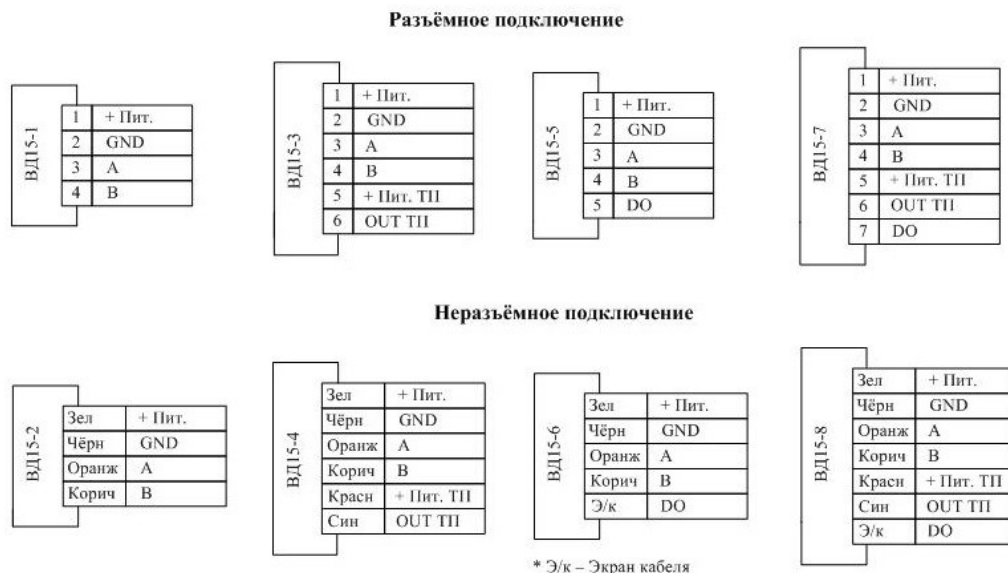 Разъёмное подключение
ВД15-1
1 + Пит.
2 GND
3 A
4 B
ВД15-3
1 + Пит.
2 GND
3 A
4 B
5 + Пит. ТП
6 OUT ТП
ВД15-5
1 + Пит.
2 GND
3 A
4 B
5 DO
ВД15-7
1 + Пит.
2 GND
3 A
4 B
5 + Пит. ТП
6 OUT ТП
7 DO
Неразъёмное подключение
ВД15-2
Зел + Пит.
Чёрн GND
Оранж A
Корич B
ВД15-4
Зел + Пит.
Чёрн GND
Оранж A
Корич B
Красн + Пит. ТП
Син OUT ТП
ВД15-6
Зел + Пит.
Чёрн GND
Оранж A
Корич B
Э/к DO
ВД15-8
Зел + Пит.
Чёрн GND
Оранж A
Корич B
Красн + Пит. ТП
Син OUT ТП
Э/к DO
* Э/к – Экран кабеля